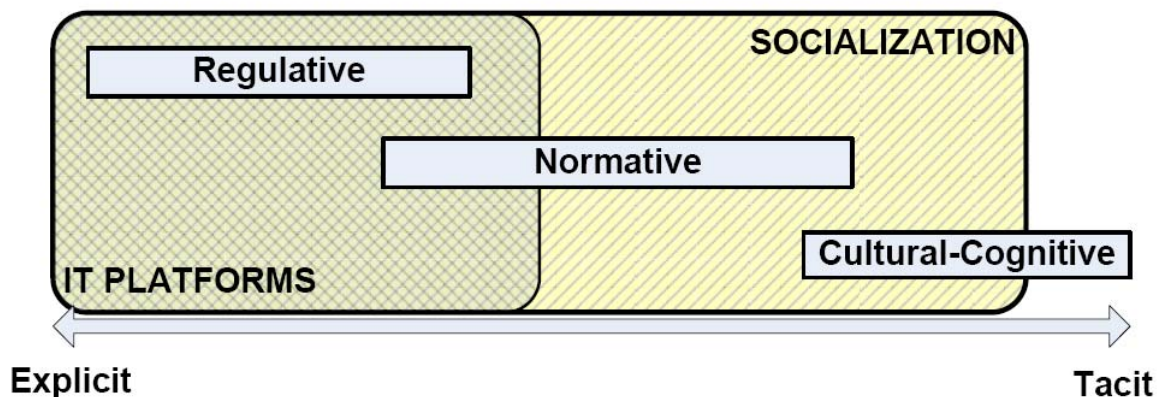 SOCIALIZATION
Regulative
Normative
Cultural-Cognitive
IT PLATFORMS
Explicit
Tacit